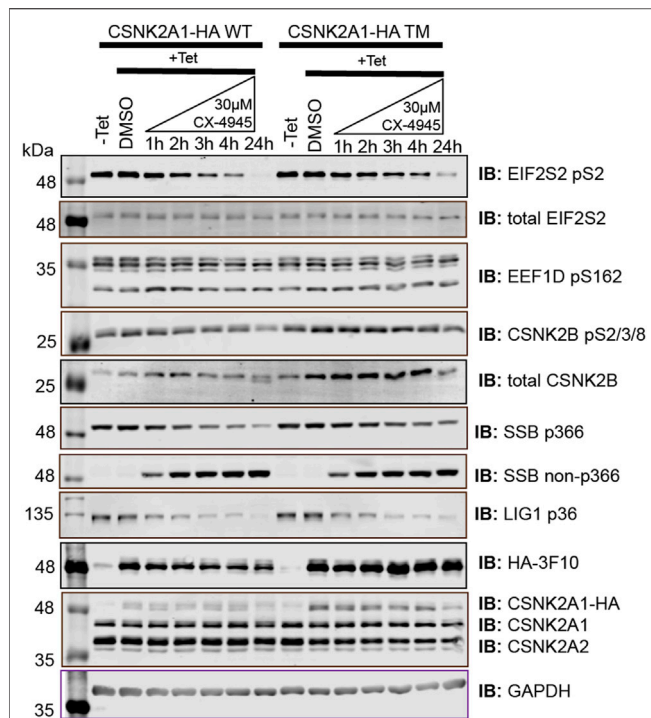 CSNK2A1-HA WT CSNK2A1-HA TM
+Tet +Tet
-Tet DMSO 30µM CX-4945 -Tet DMSO 30µM CX-4945
1h 2h 3h 4h 24h 1h 2h 3h 4h 24h
kDa
48 IB: EIF2S2 pS2
48 IB: total EIF2S2
35 IB: EEF1D pS162
25 IB: CSNK2B pS2/3/8
25 IB: total CSNK2B
48 IB: SSB p366
48 IB: SSB non-p366
135 IB: LIG1 p36
48 IB: HA-3F10
48 IB: CSNK2A1-HA
IB: CSNK2A1
35 IB: CSNK2A2
35 IB: GAPDH